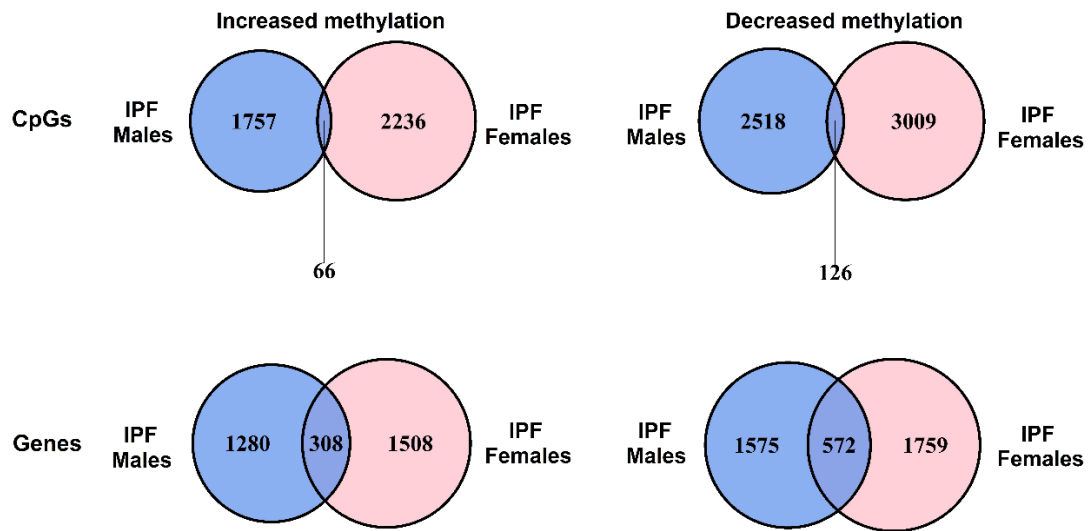 Increased methylation
Decreased methylation
CpGs
IPF
Males
1757
2236
IPF
Females
66
IPF
Males
2518
3009
IPF
Females
126
Genes
IPF
Males
1280
308
1508
IPF
Females
IPF
Males
1575
572
1759
IPF
Females